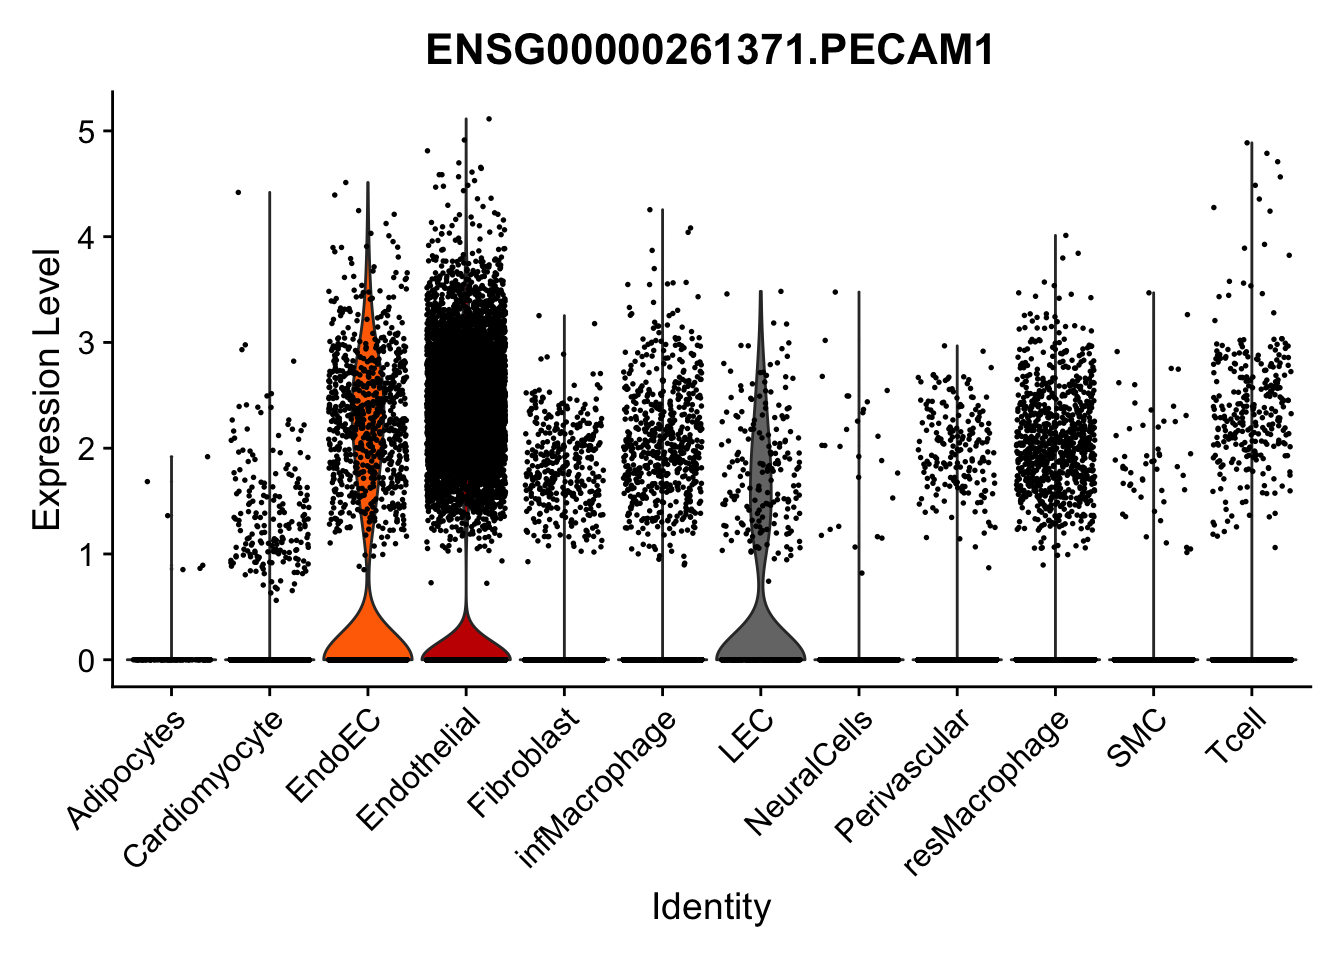 ENSG00000261371.PECAM1
5
4
3
2
1
0
Expression Level
Adipocytes
Cardiomyocyte
EndoEC
Endothelial
Fibroblast
infMacrophage
LEC
NeuralCells
Perivascular
resMacrophage
SMC
Tcell
Identity